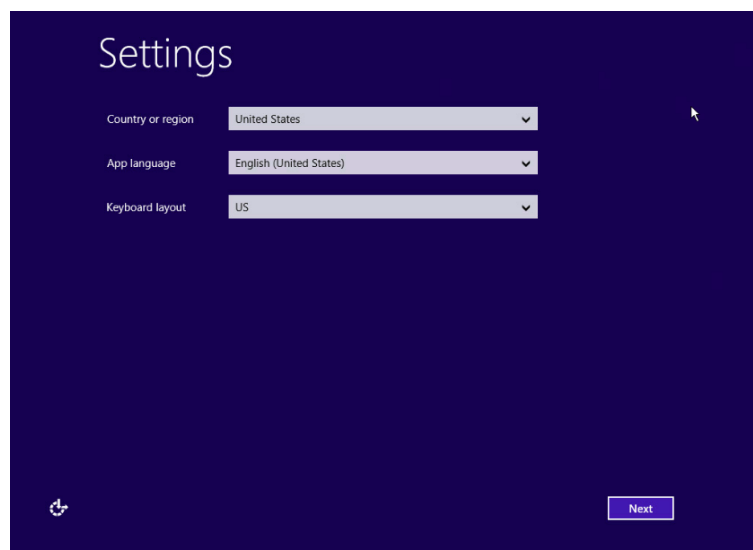 Settings
Country or region United States
App language English (United States)
Keyboard layout US
Next